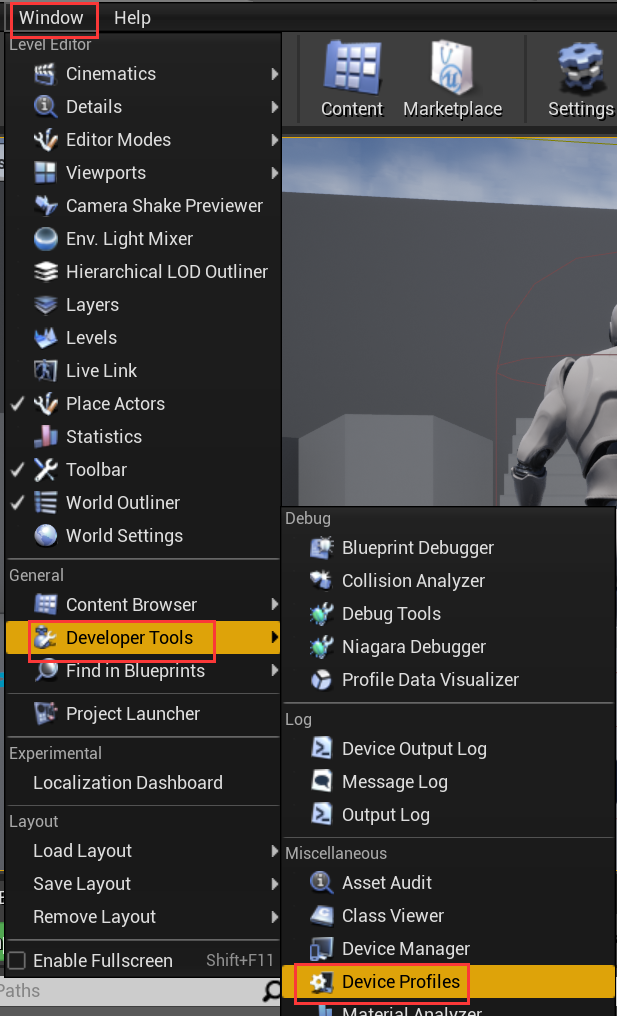 Window Help
Level Editor
Cinematics
Details
Editor Modes
Viewports
Camera Shake Previewer
Env. Light Mixer
Hierarchical LOD Outliner
Layers
Levels
Live Link
Place Actors
Statistics
Toolbar
World Outliner
World Settings
General
Content Browser
Developer Tools
Find in Blueprints
Project Launcher
Experimental
Localization Dashboard
Layout
Load Layout
Save Layout
Remove Layout
Enable Fullscreen Shift+F11
Paths
Content Marketplace Settings
Debug
Blueprint Debugger
Collision Analyzer
Debug Tools
Niagara Debugger
Profile Data Visualizer
Log
Device Output Log
Message Log
Output Log
Miscellaneous
Asset Audit
Class Viewer
Device Manager
Device Profiles
Material Analyzer